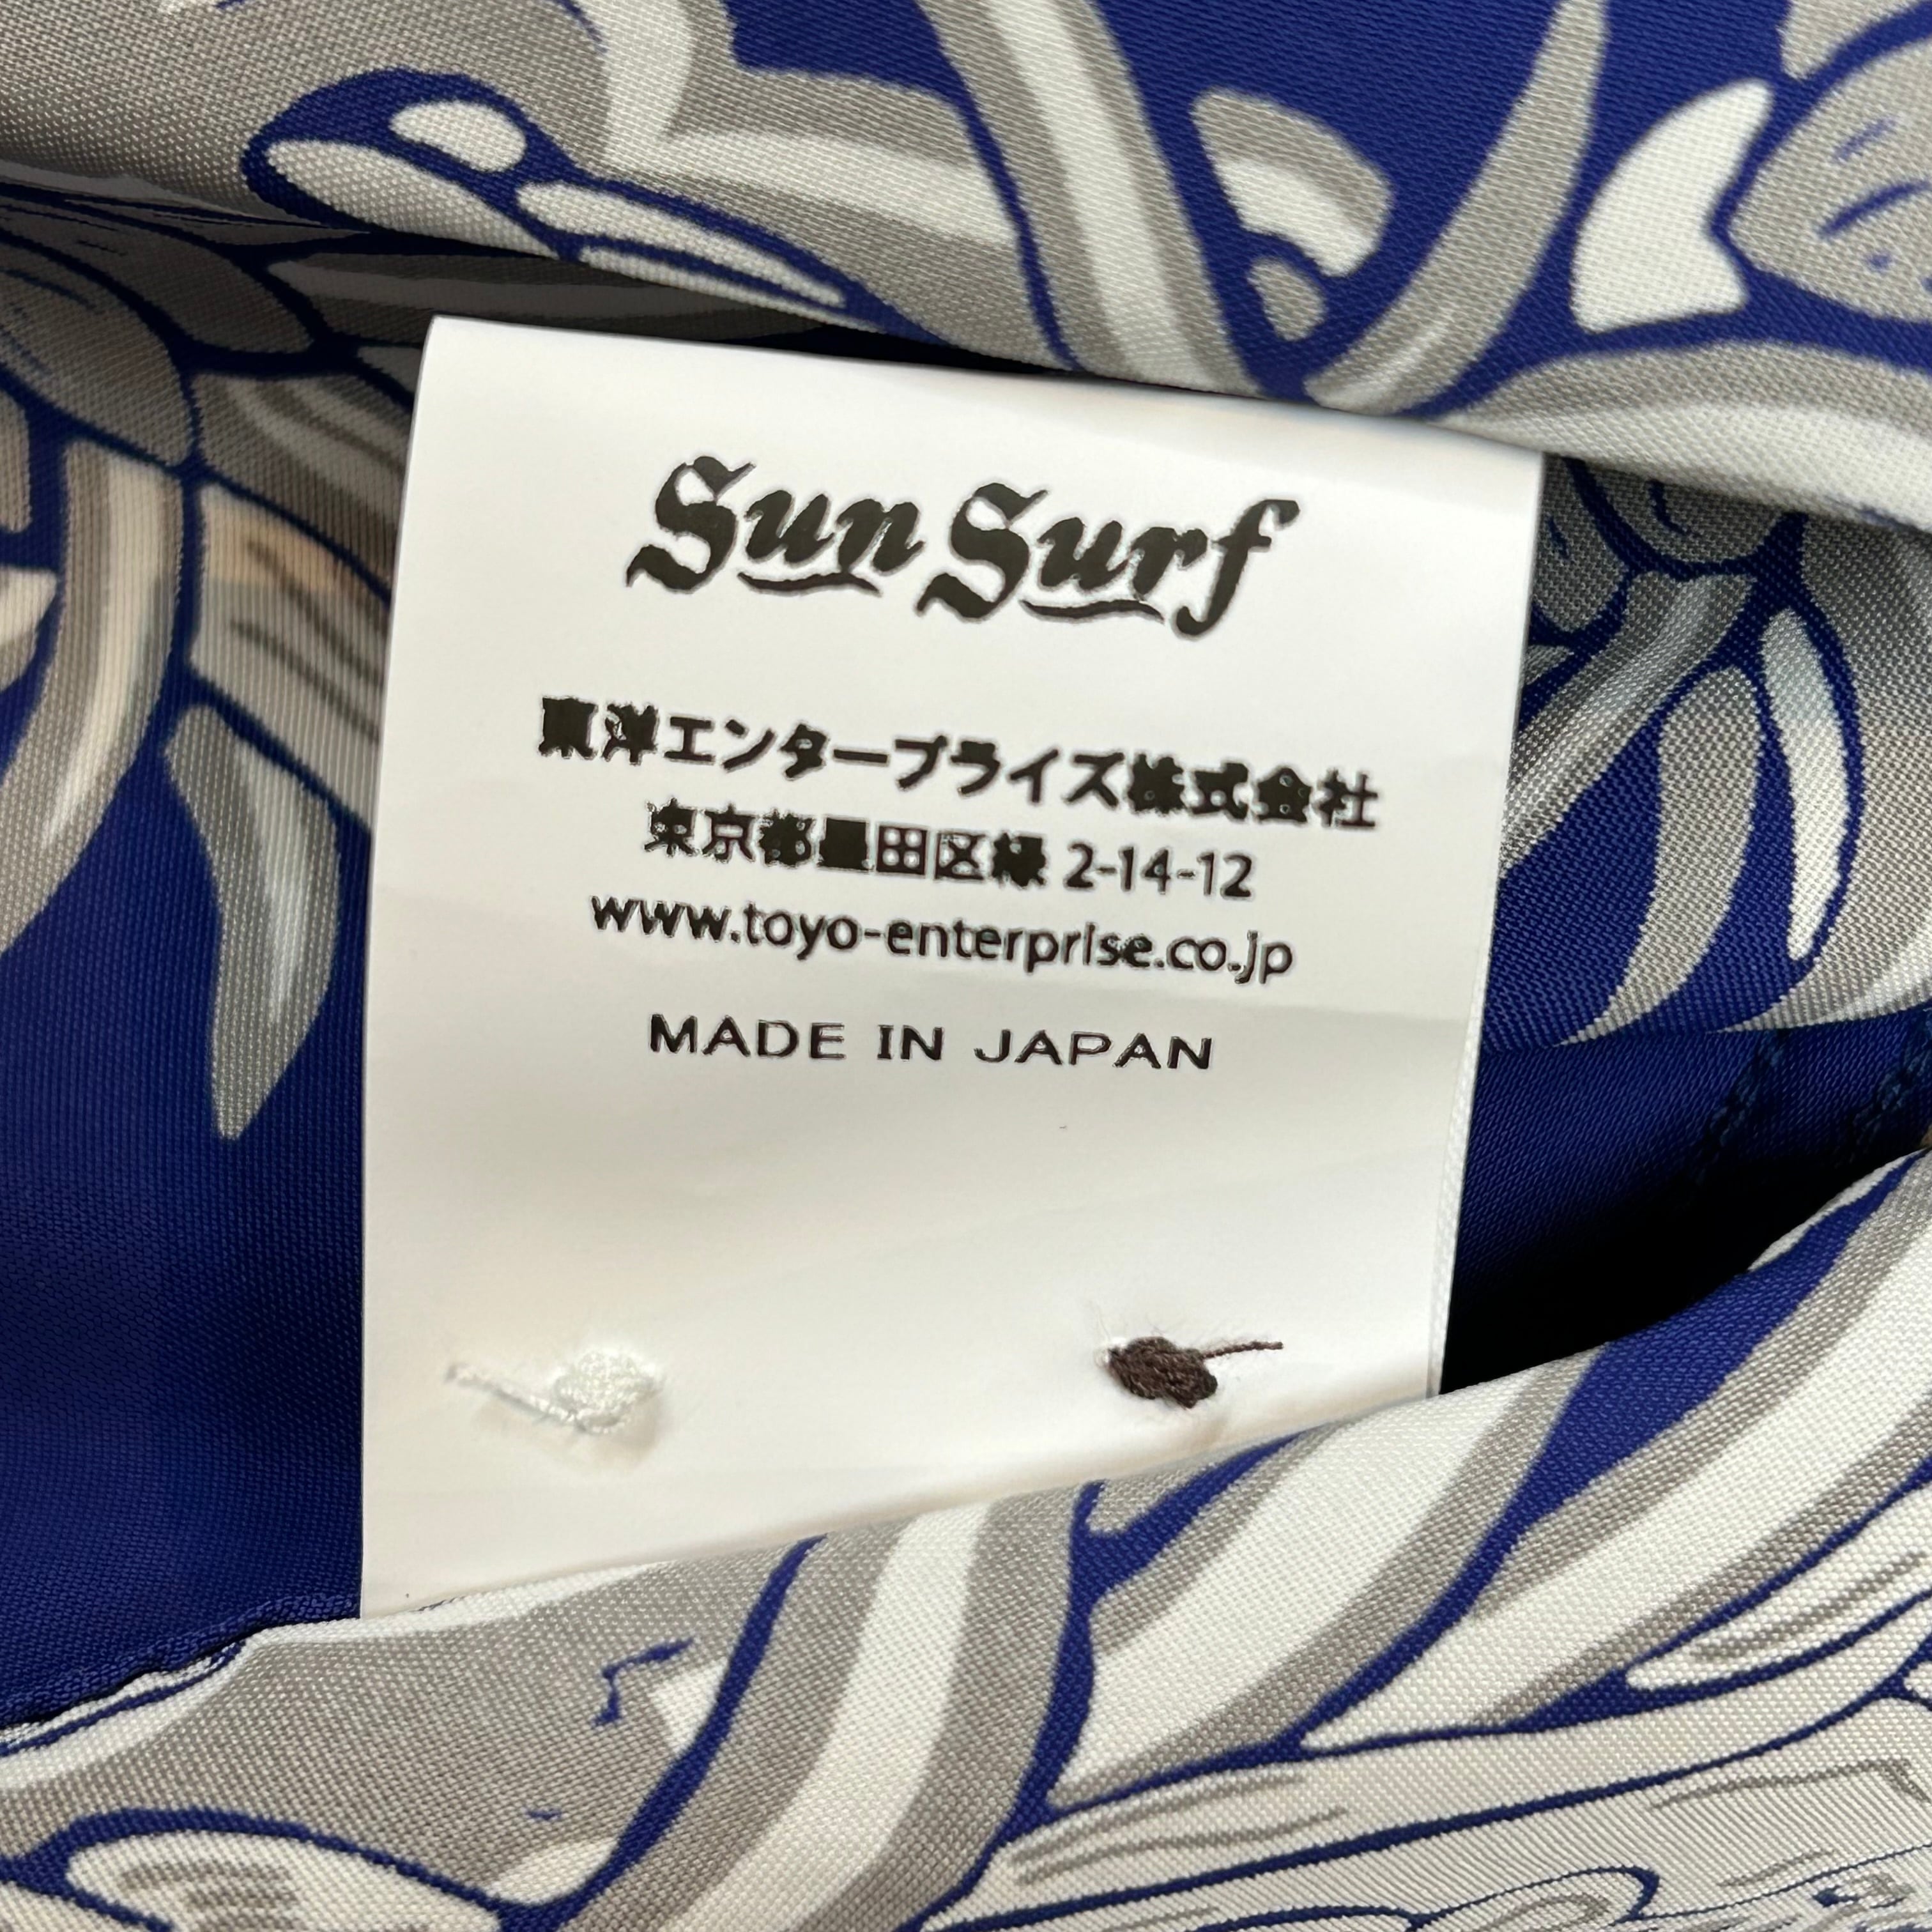 Sun Surf
東洋エンタープライズ株式会社
東京都墨田区緑 2-14-12
www.toyo-enterprise.co.jp
MADE IN JAPAN